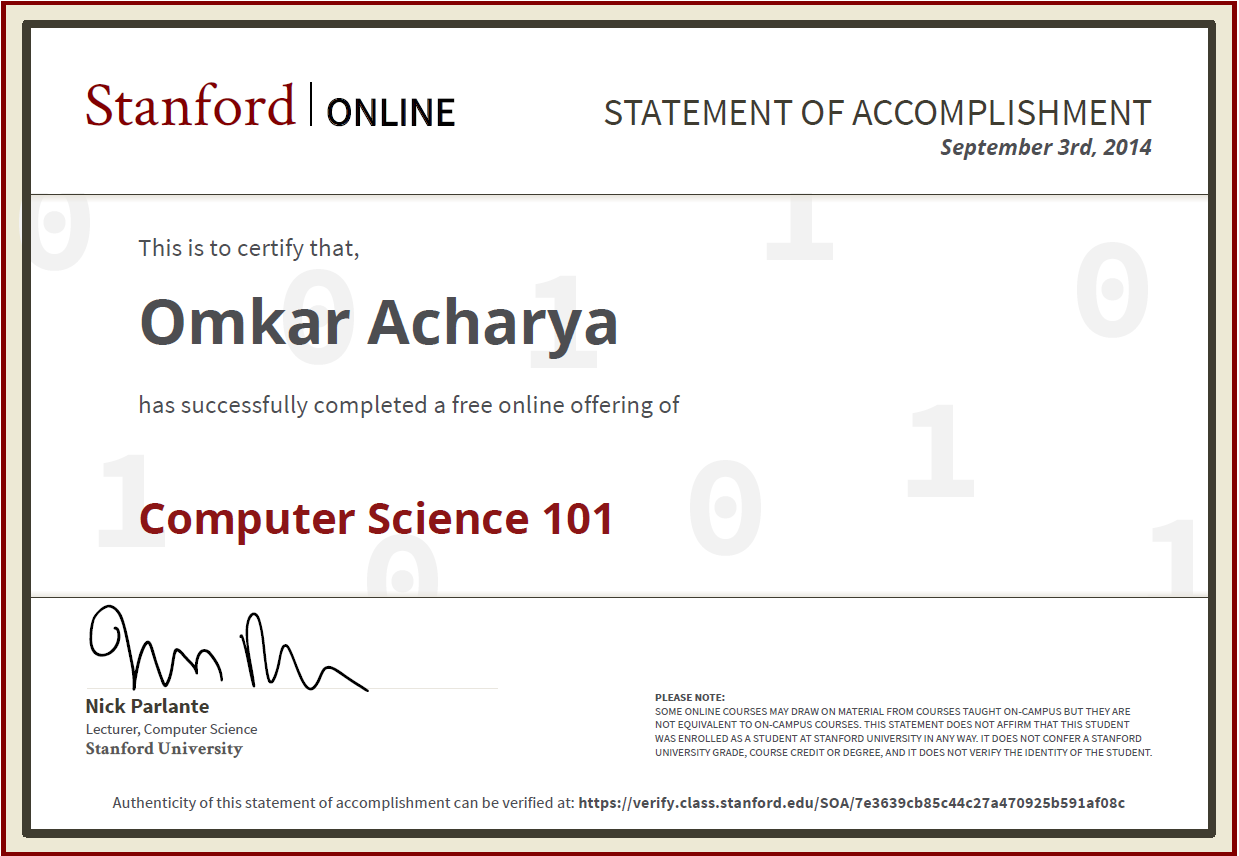 Stanford | ONLINE
STATEMENT OF ACCOMPLISHMENT
September 3rd, 2014
This is to certify that,
Omkar Acharya
has successfully completed a free online offering of
Computer Science 101
Nick Parlante
Lecturer, Computer Science
Stanford University
PLEASE NOTE:
SOME ONLINE COURSES MAY DRAW ON MATERIAL FROM COURSES TAUGHT ON-CAMPUS BUT THEY ARE
NOT EQUIVALENT TO ON-CAMPUS COURSES. THIS STATEMENT DOES NOT AFFIRM THAT THIS STUDENT
WAS ENROLLED AS A STUDENT AT STANFORD UNIVERSITY IN ANY WAY. IT DOES NOT CONFER A STANFORD
UNIVERSITY GRADE, COURSE CREDIT OR DEGREE, AND IT DOES NOT VERIFY THE IDENTITY OF THE STUDENT.
Authenticity of this statement of accomplishment can be verified at: https://verify.class.stanford.edu/SOA/7e3639cb85c44c27a470925b591af08c